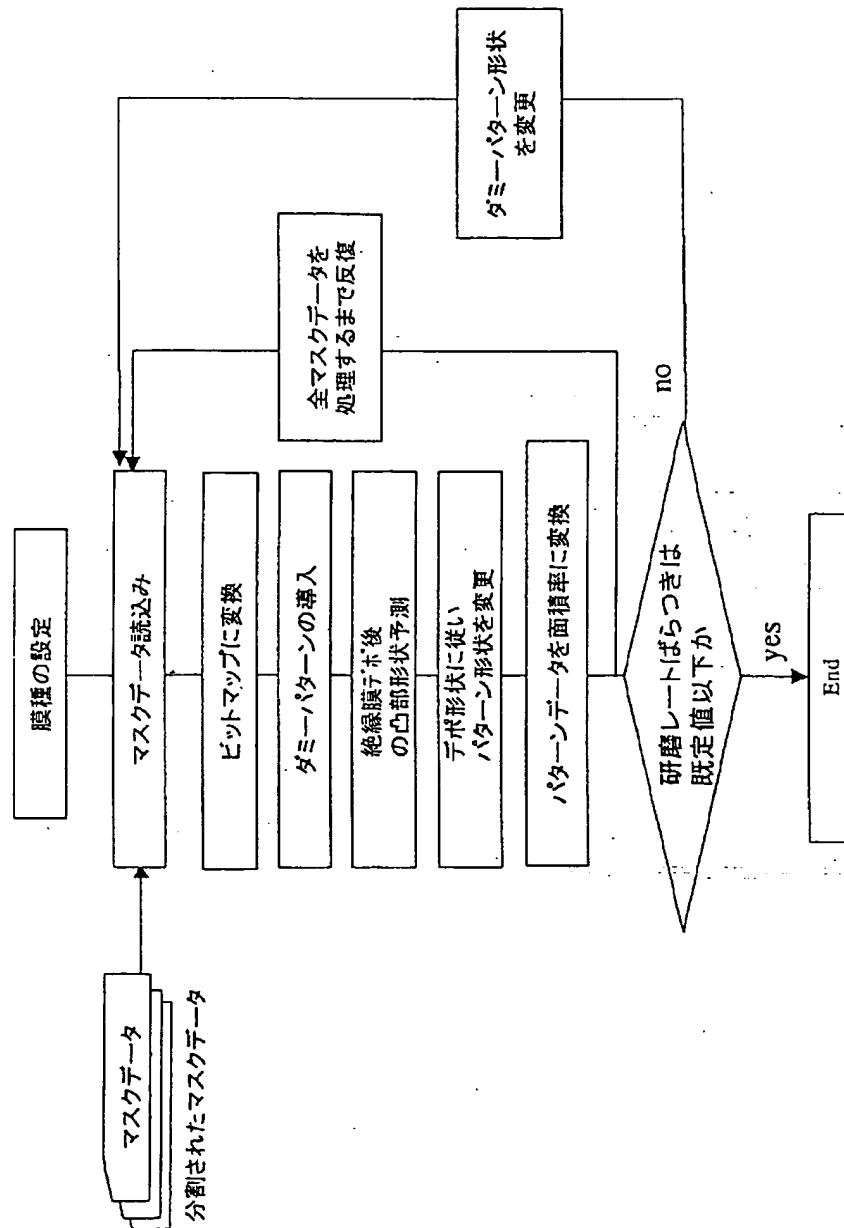 膜種の設定
マスクデータ
分割されたマスクデータ
マスクデータ読込み
ビットマップに変換
ダミーパターンの導入
絶縁膜デポ後
の凸部形状予測
デポ形状に従い
パターン形状を変更
パターンデータを面積率に変換
全マスクデータを
処理するまで反復
ダミーパターン形状
を変更
研磨レートばらつきは
既定値以下か
no
yes
End